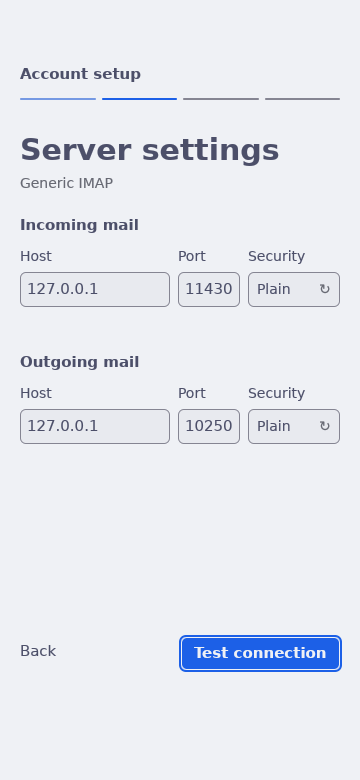 Account setup
Server settings
Generic IMAP
Incoming mail
Host Port Security
127.0.0.1 11430 Plain ↻
Outgoing mail
Host Port Security
127.0.0.1 10250 Plain ↻
Back Test connection